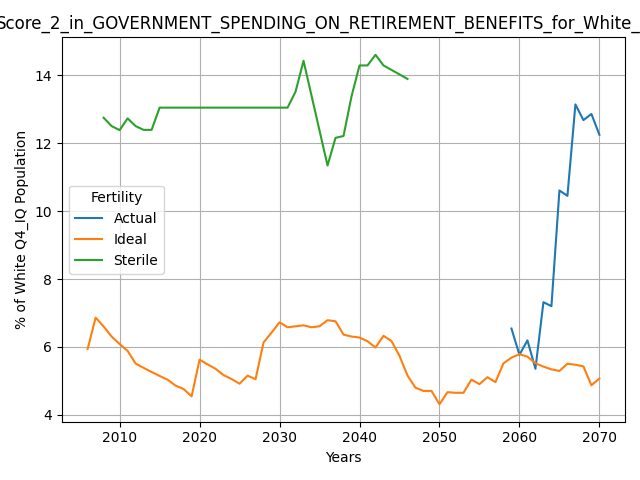 Score_2_in_GOVERNMENT_SPENDING_ON_RETIREMENT_BENEFITS_for_White_
14
12
10
8
6
4
% of White Q4_IQ Population
Fertility
Actual
Ideal
Sterile
2010 2020 2030 2040 2050 2060 2070
Years